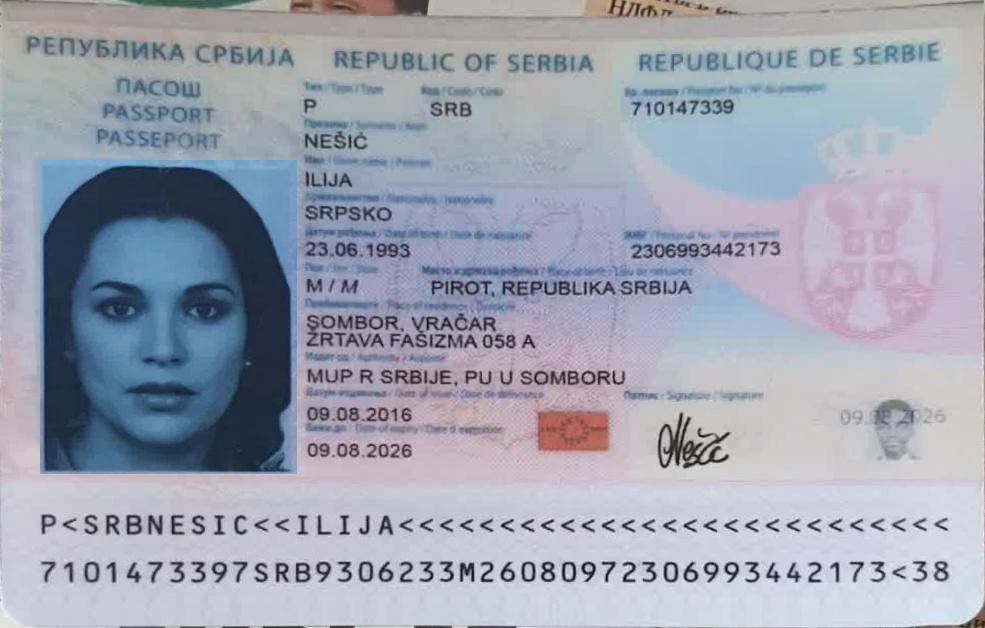 НЛФЛ
РЕПУБЛИКА СРБИЈА REPUBLIC OF SERBIA REPUBLIQUE DE SERBIE
ПАСОШ
PASSPORT
PASSEPORT
Тип / Type / Type Код / Code / Code Бр. пасоша / Passport No / Nº du passeport
P SRB 710147339
Презиме / Surname / Nom
NEŠIĆ
Име / Given name / Prénom
ILIJA
Држављанство / Nationality / Nationalité
SRPSKO
Датум рођења / Date of birth / Date de naissance ЈМБГ / Personal No / Nº personnel
23.06.1993 2306993442173
Пол / Sex / Sexe Место и држава рођења / Place of birth / Lieu de naissance
M / M PIROT, REPUBLIKA SRBIJA
Пребивалиште / Place of residence / Domicile
SOMBOR, VRAČAR
ŽRTAVA FAŠIZMA 058 A
Издат од / Authority / Autorité
MUP R SRBIJE, PU U SOMBORU
Датум издавања / Date of issue / Date de délivrance Потпис / Signature / Signature
09.08.2016
Важи до / Date of expiry / Date d'expiration
09.08.2026 Nešić 09.08.2026
P<SRBNESIC<<ILIJA<<<<<<<<<<<<<<<<<<<<<<<<<<<
7101473397SRB9306233M2608097230699344217​3<38